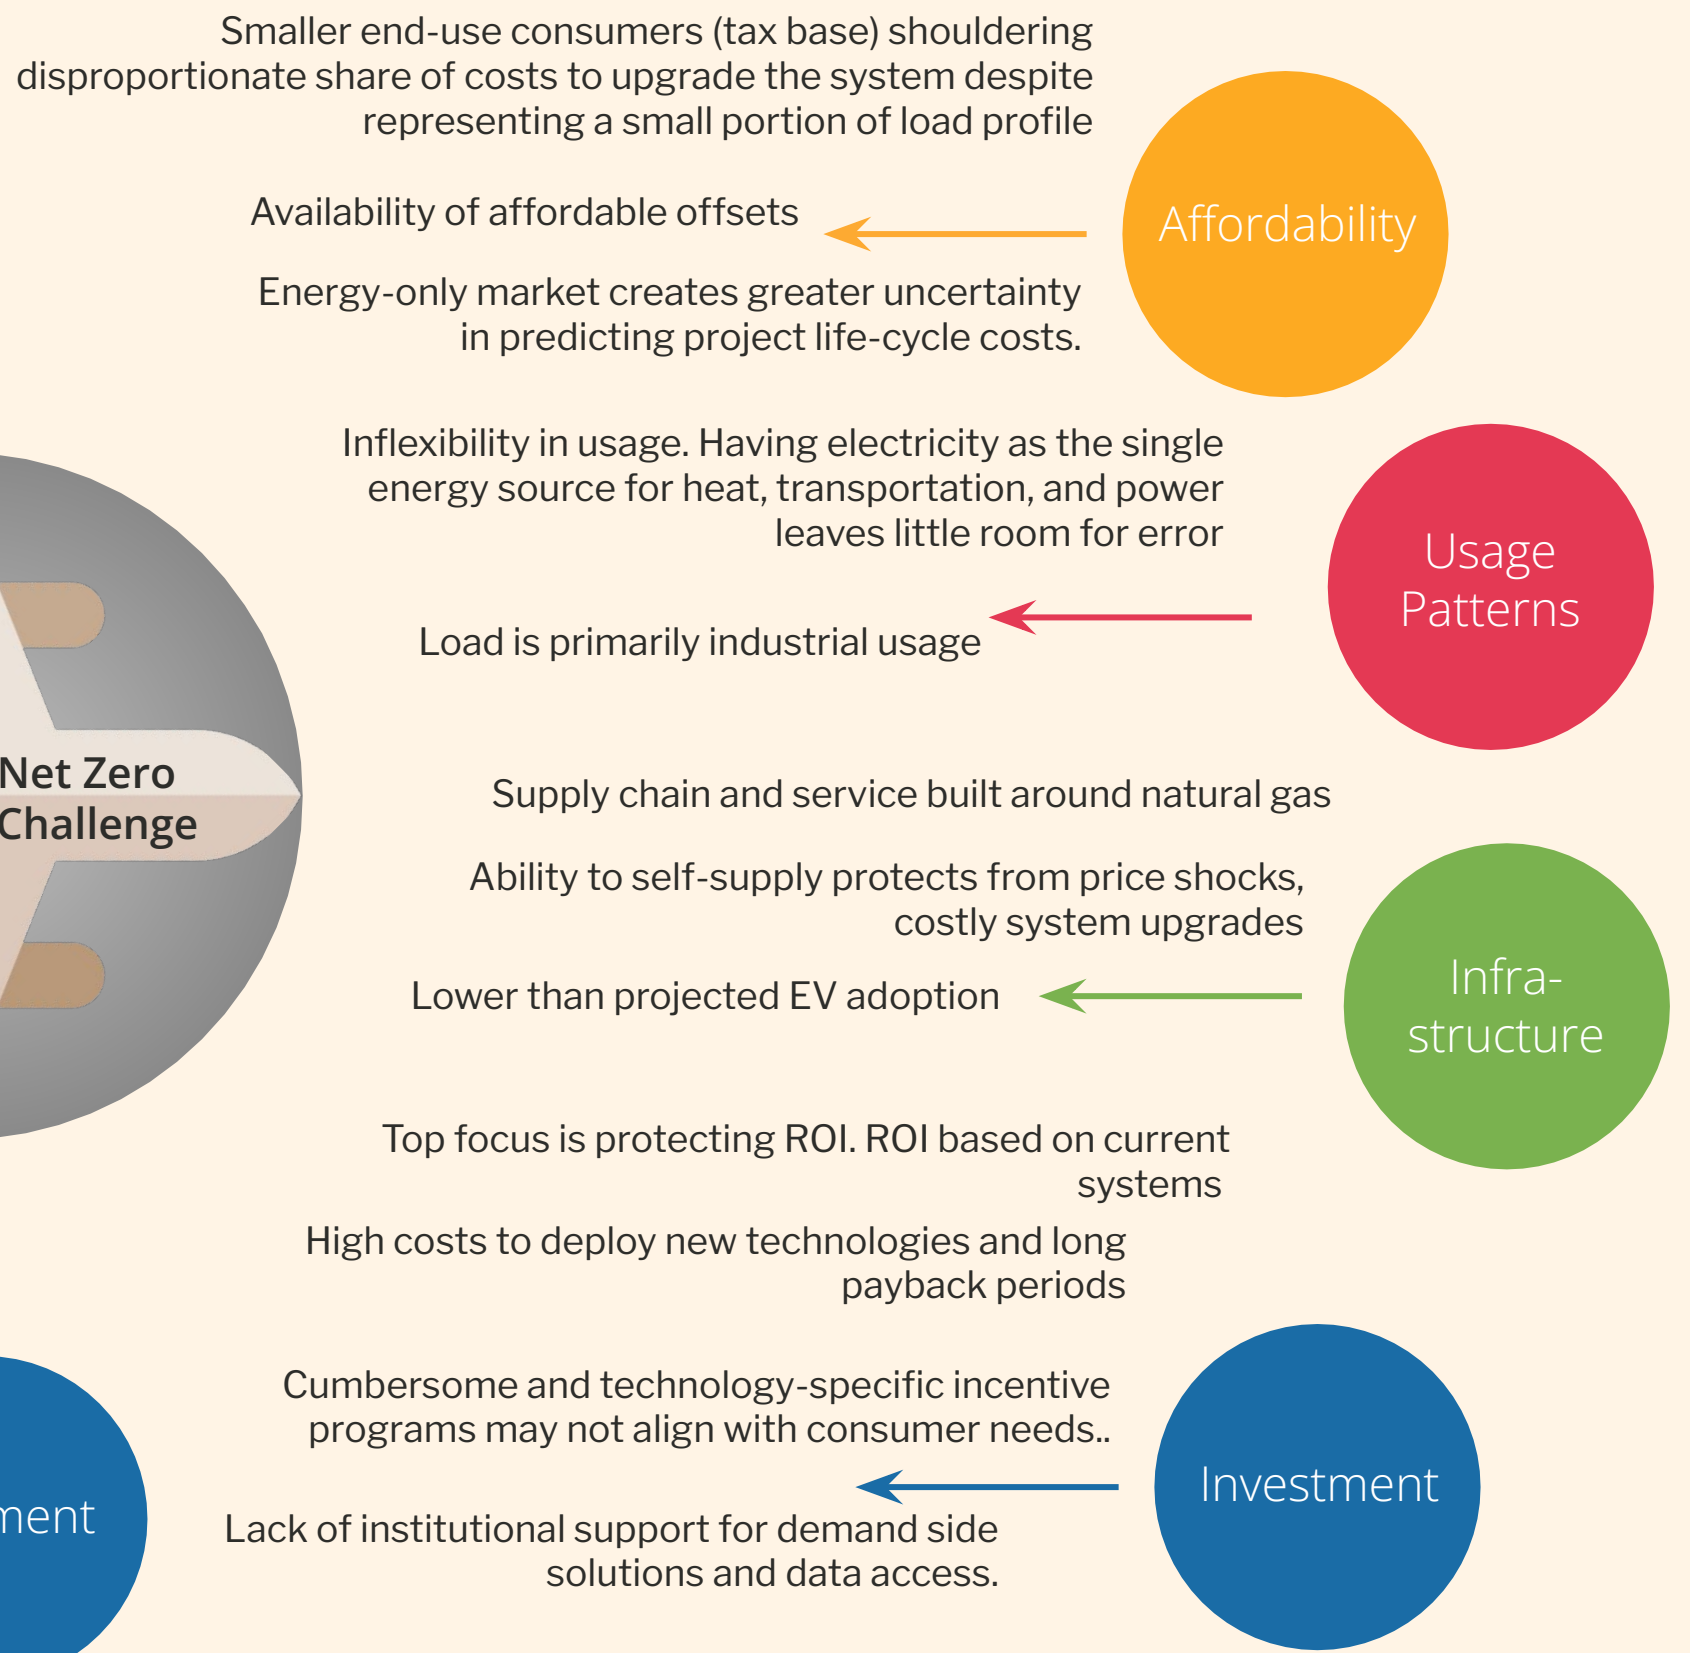 Smaller end-use consumers (tax base) shouldering
disproportionate share of costs to upgrade the system despite
representing a small portion of load profile
Availability of affordable offsets
Energy-only market creates greater uncertainty
in predicting project life-cycle costs.
Affordability
Inflexibility in usage. Having electricity as the single
energy source for heat, transportation, and power
leaves little room for error
Load is primarily industrial usage
Usage
Patterns
Net Zero
Challenge
Supply chain and service built around natural gas
Ability to self-supply protects from price shocks,
costly system upgrades
Lower than projected EV adoption
Infra-
structure
Top focus is protecting ROI. ROI based on current
systems
High costs to deploy new technologies and long
payback periods
Cumbersome and technology-specific incentive
programs may not align with consumer needs..
Lack of institutional support for demand side
solutions and data access.
Investment